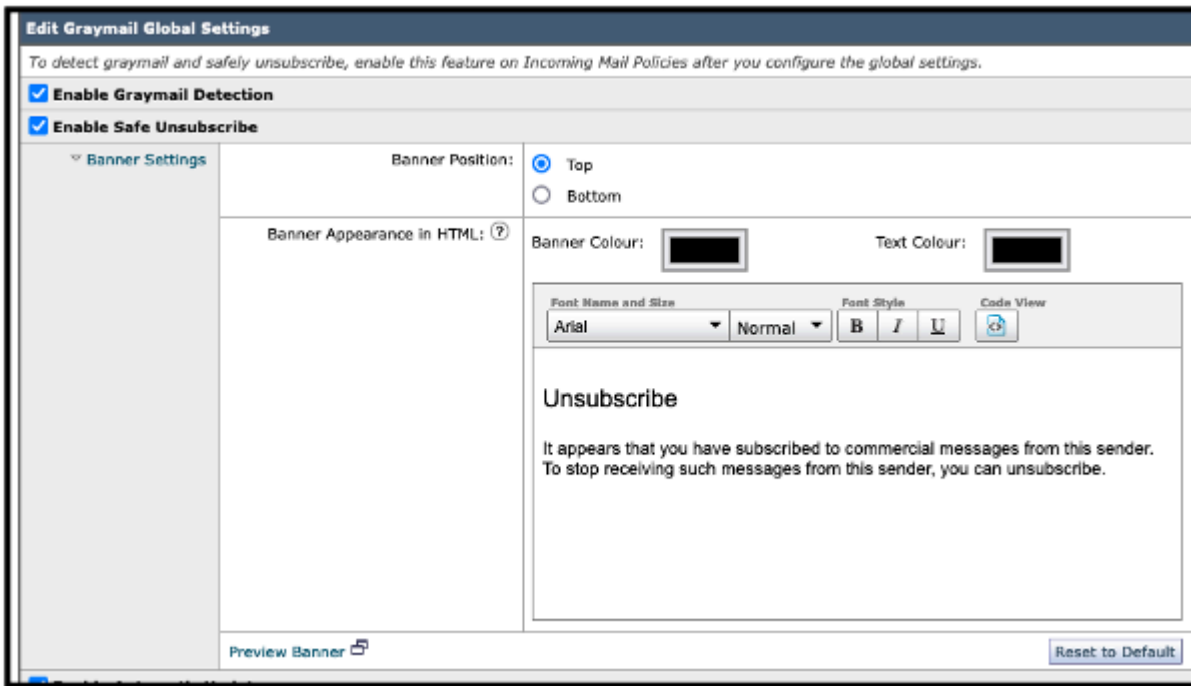 Edit Graymail Global Settings
To detect graymail and safely unsubscribe, enable this feature on Incoming Mail Policies after you configure the global settings.
Enable Graymail Detection
Enable Safe Unsubscribe
Banner Settings
Banner Position:
Top
Bottom
Banner Appearance in HTML: ?
Banner Colour:
Text Colour:
Font Name and Size
Font Style
Code View
Arial
Normal
B I U
Unsubscribe
It appears that you have subscribed to commercial messages from this sender.
To stop receiving such messages from this sender, you can unsubscribe.
Preview Banner
Reset to Default